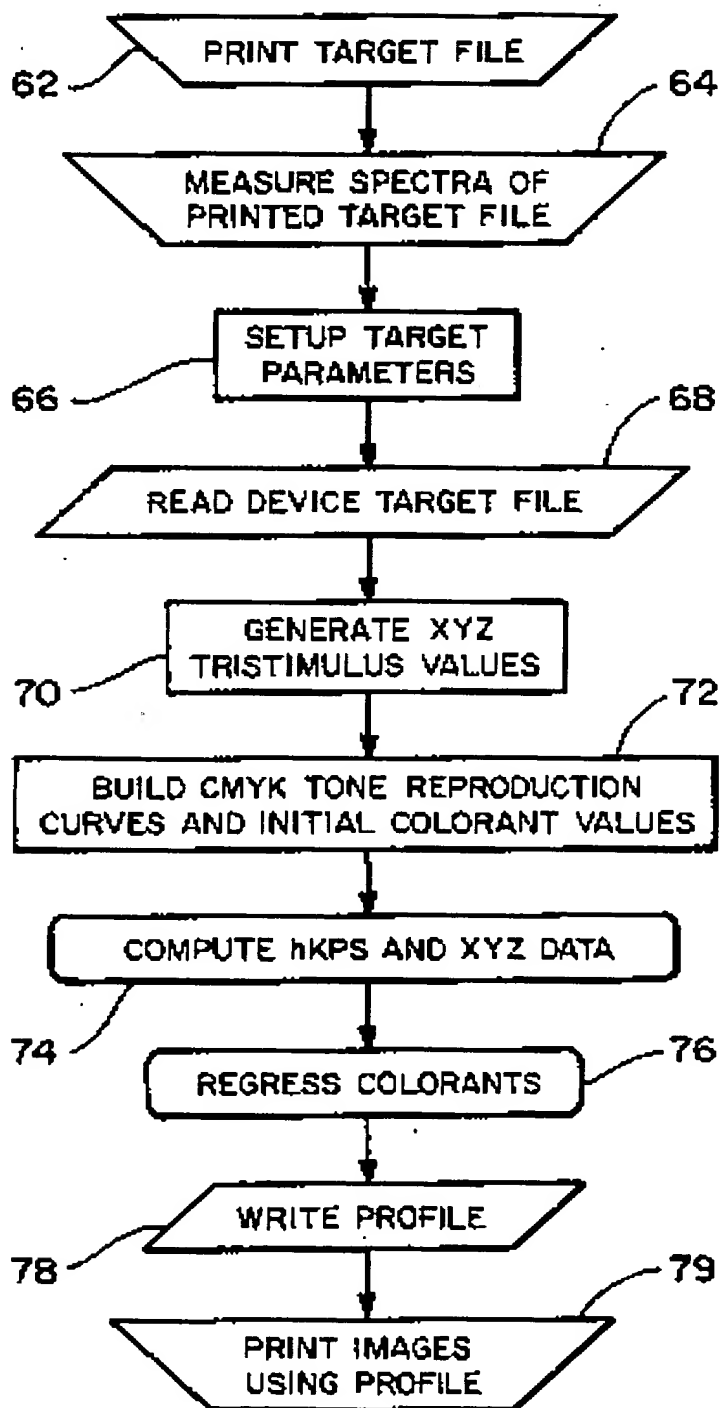 PRINT TARGET FILE
62
64
MEASURE SPECTRA OF
PRINTED TARGET FILE
SETUP TARGET
PARAMETERS
66
68
READ DEVICE TARGET FILE
GENERATE XYZ
TRISTIMULUS VALUES
70
72
BUILD CMYK TONE REPRODUCTION
CURVES AND INITIAL COLORANT VALUES
COMPUTE hKPS AND XYZ DATA
74
76
REGRESS COLORANTS
WRITE PROFILE
78
79
PRINT IMAGES
USING PROFILE